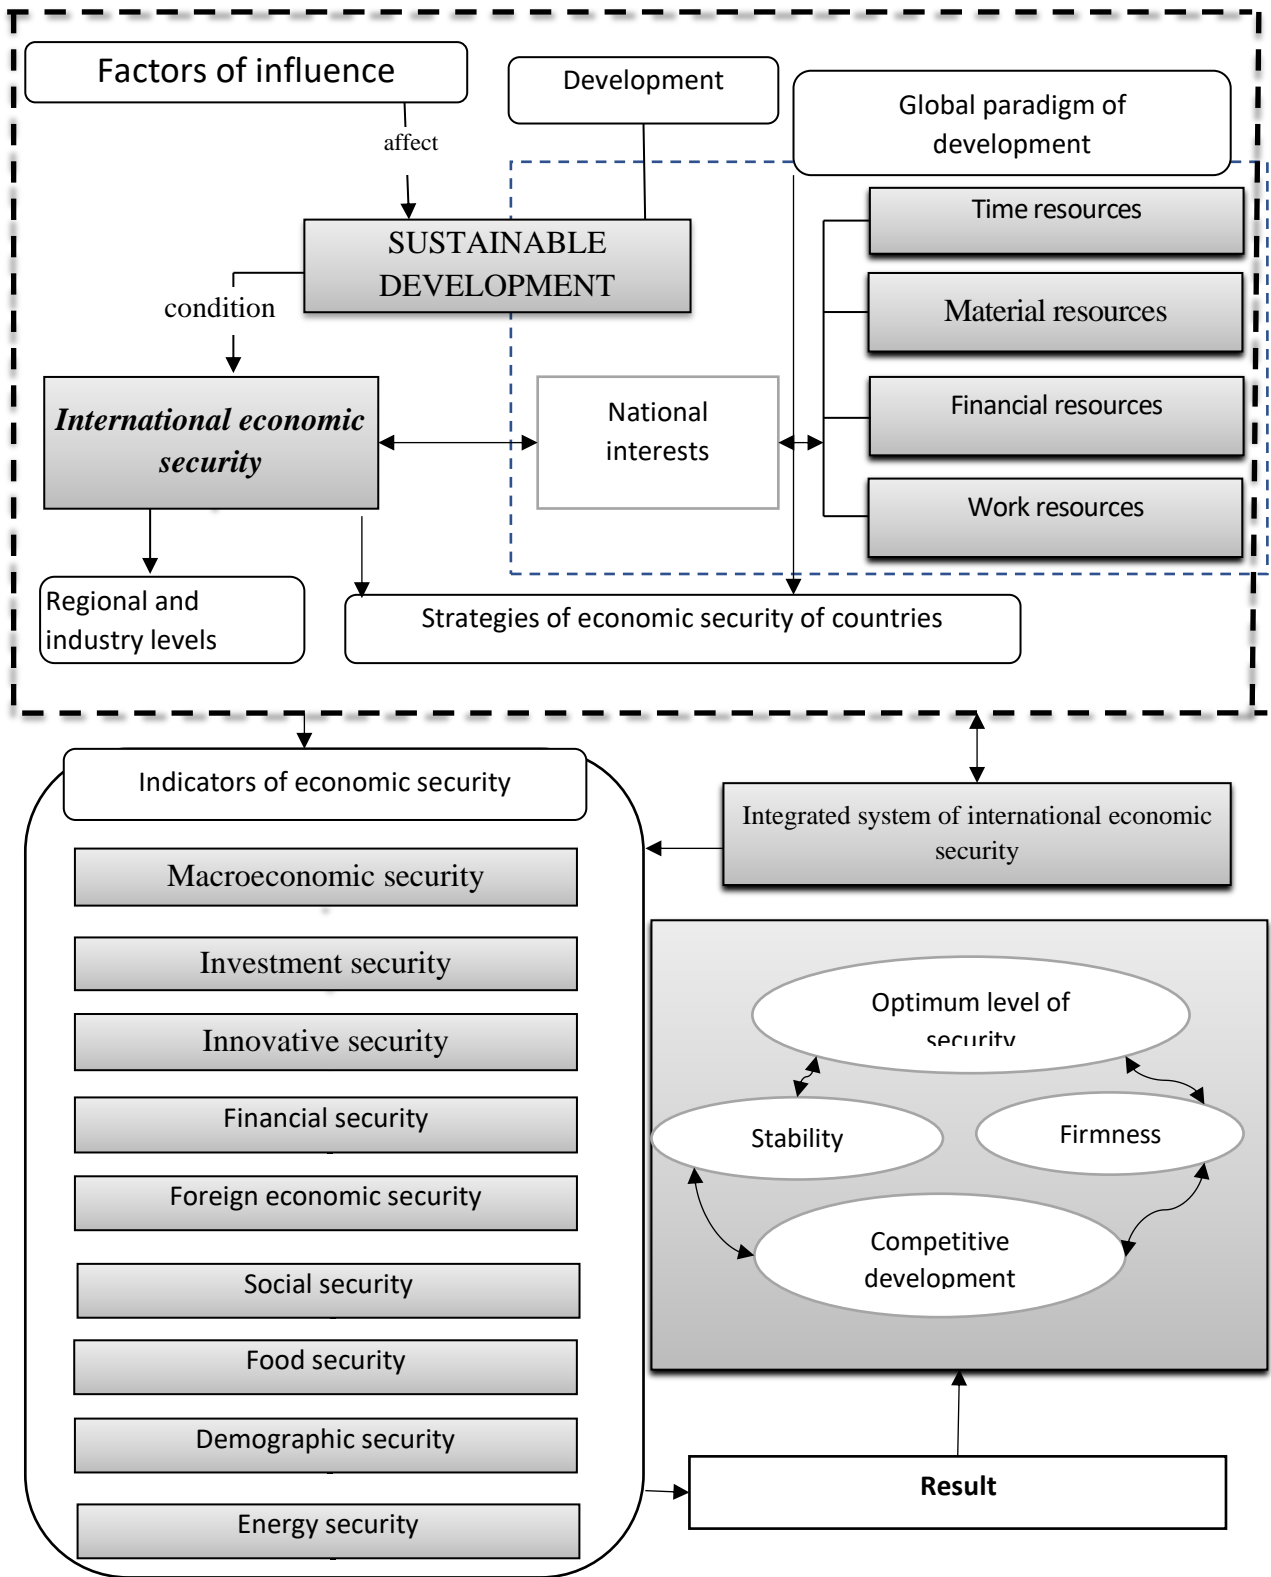 Factors of influence
Development
Global paradigm of
development
affect
Time resources
SUSTAINABLE
DEVELOPMENT
condition
Material resources
International economic
security
National
interests
Financial resources
Work resources
Regional and
industry levels
Strategies of economic security of countries
Indicators of economic security
Integrated system of international economic
security
Macroeconomic security
Investment security
Innovative security
Financial security
Foreign economic security
Social security
Food security
Demographic security
Energy security
Optimum level of
security
Stability
Firmness
Competitive
development
Result